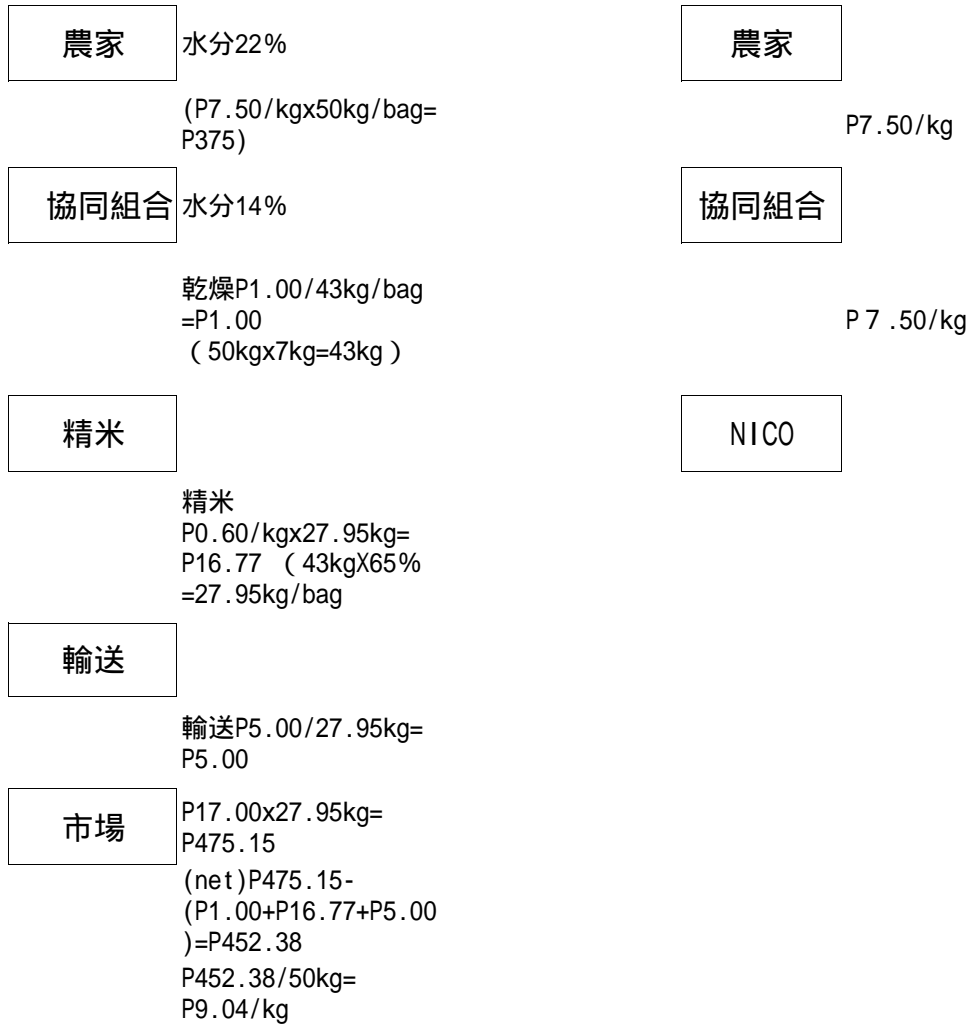 農家
水分22%
農家
(P7.50/kgx50kg/bag=
P375)
P7.50/kg
協同組合
水分14%
協同組合
乾燥P1.00/43kg/bag
=P1.00
(50kgx7kg=43kg)
P7.50/kg
精米
NICO
精米
P0.60/kgx27.95kg=
P16.77 (43kgX65%
=27.95kg/bag
輸送
輸送P5.00/27.95kg=
P5.00
市場
P17.00x27.95kg=
P475.15
(net)P475.15-
(P1.00+P16.77+P5.00
)=P452.38
P452.38/50kg=
P9.04/kg